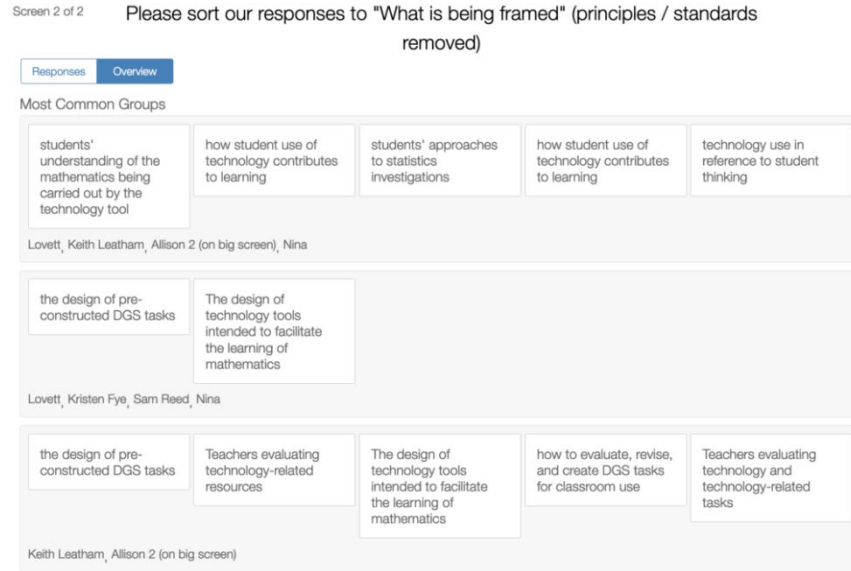 Screen 2 of 2
Please sort our responses to "What is being framed" (principles / standards
removed)
Responses
Overview
Most Common Groups
students'
understanding of the
mathematics being
carried out by the
technology tool
how student use of
technology contributes
to learning
students' approaches
to statistics
investigations
how student use of
technology contributes
to learning
technology use in
reference to student
thinking
Lovett, Keith Leatham, Allison 2 (on big screen), Nina
the design of pre-
constructed DGS tasks
The design of
technology tools
intended to facilitate
the learning of
mathematics
Lovett, Kristen Fye, Sam Reed, Nina
the design of pre-
constructed DGS tasks
Teachers evaluating
technology-related
resources
The design of
technology tools
intended to facilitate
the learning of
mathematics
how to evaluate, revise,
and create DGS tasks
for classroom use
Teachers evaluating
technology and
technology-related
tasks
Keith Leatham, Allison 2 (on big screen)